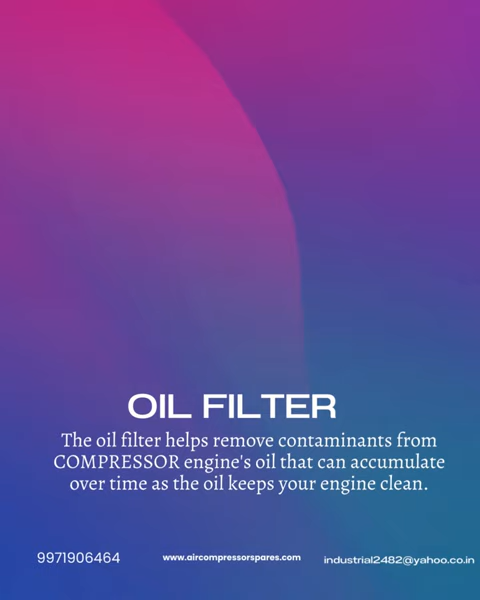 OIL FILTER
The oil filter helps remove contaminants from
COMPRESSOR engine's oil that can accumulate
over time as the oil keeps your engine clean.
9971906464 www.aircompressorspares.com industrial2482@yahoo.co.in